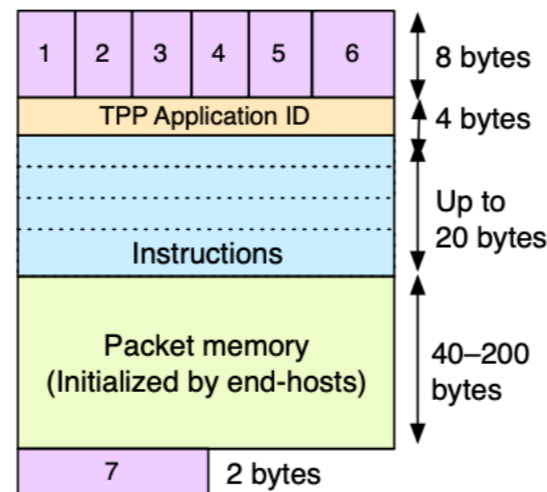 1 2 3 4 5 6
8 bytes
TPP Application ID
4 bytes
Up to
20 bytes
Instructions
Packet memory
(Initialized by end-hosts)
40–200
bytes
7
2 bytes